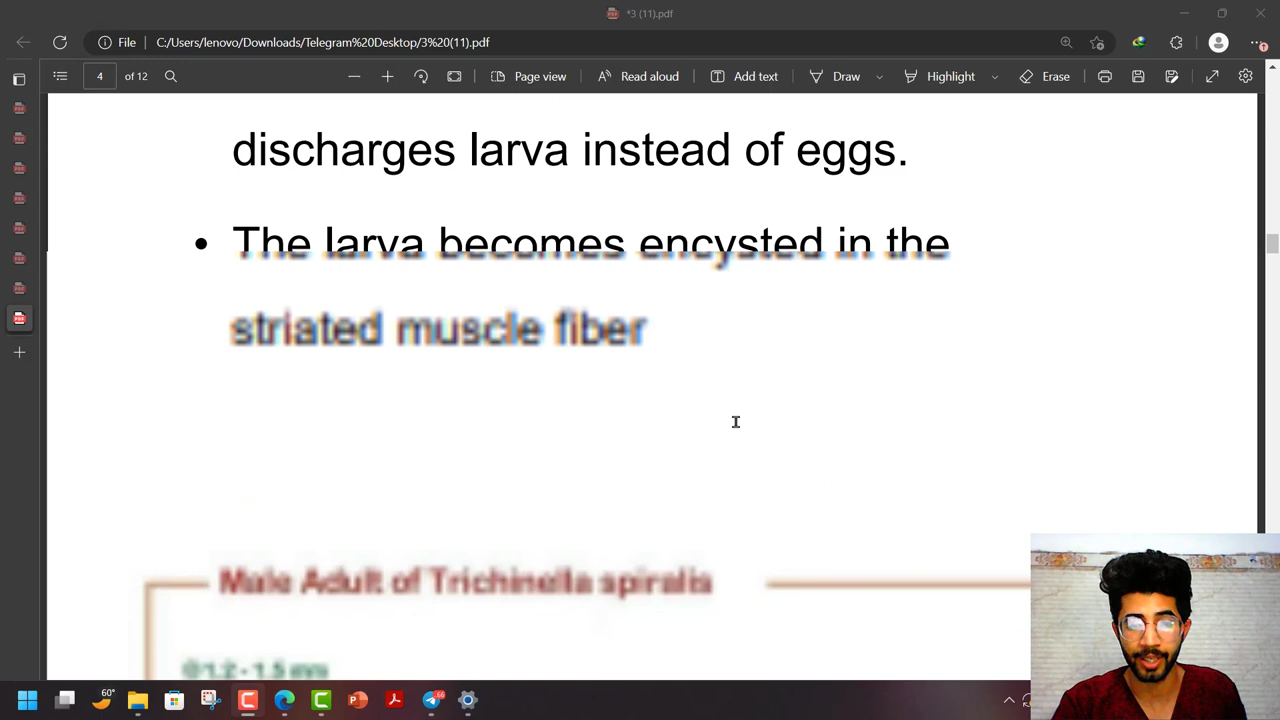 *3 (11).pdf
File
C:/Users/lenovo/Downloads/Telegram%20Desktop/3%20(11).pdf
4 of 12
Page view
Read aloud
Add text
Draw
Highlight
Erase
discharges larva instead of eggs.
• The larva becomes encysted in the
striated muscle fiber
Male Adult of Trichinella spiralis
60°
66